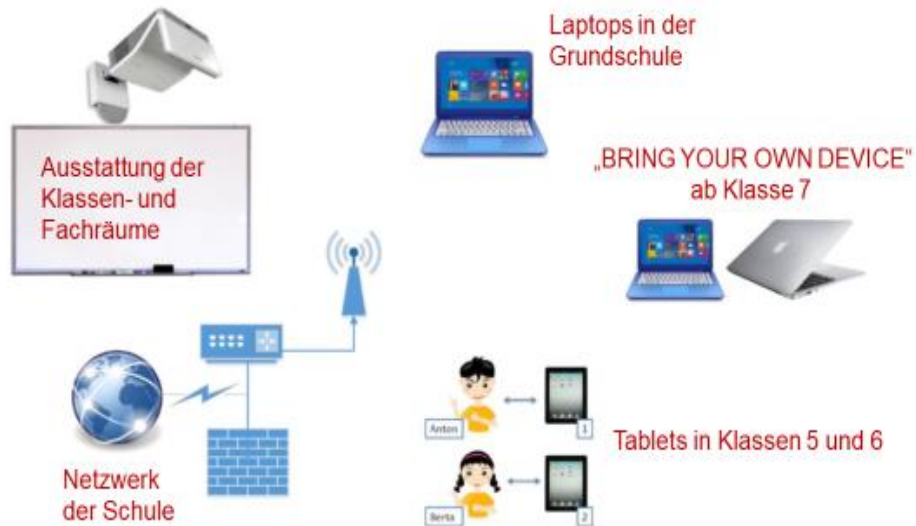 Laptops in der
Grundschule
Ausstattung der
Klassen- und
Fachräume
„BRING YOUR OWN DEVICE"
ab Klasse 7
Anton
1
Tablets in Klassen 5 und 6
Berta
2
Netzwerk
der Schule